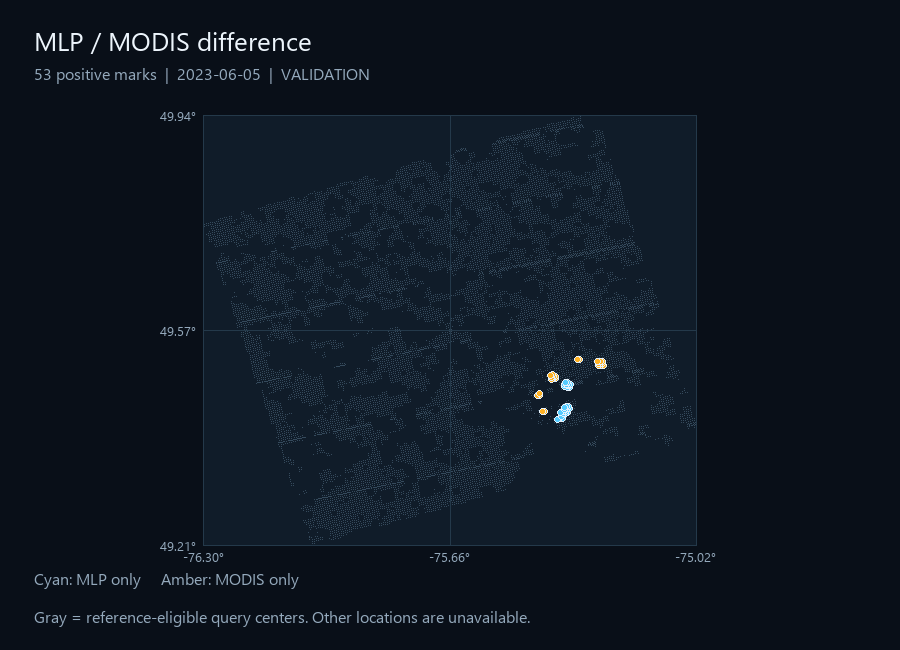 MLP / MODIS difference
53 positive marks | 2023-06-05 | VALIDATION
49.94°
49.57°
49.21°
-76.30° -75.66° -75.02°
Cyan: MLP only Amber: MODIS only
Gray = reference-eligible query centers. Other locations are unavailable.